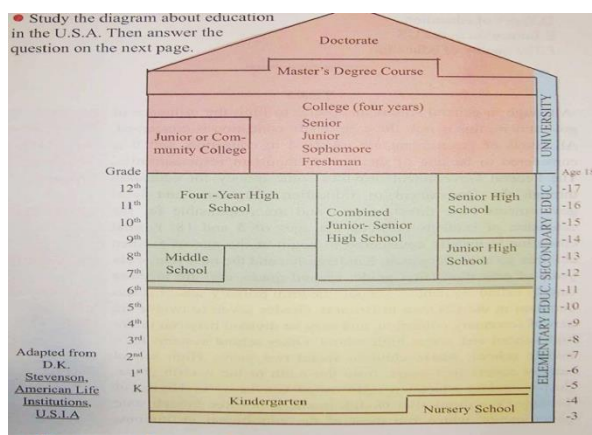 • Study the diagram about education
in the U.S.A. Then answer the
question on the next page.
Doctorate
Master's Degree Course
College (four years)
Senior
Junior
Sophomore
Freshman
Junior or Com-
munity College
UNIVERSITY
Grade
12th
11th
10th
9th
8th
7th
6th
5th
4th
3rd
2nd
1st
K
Four -Year High
School
Combined
Junior- Senior
High School
Senior High
School
Junior High
School
Middle
School
Kindergarten
Nursery School
ELEMENTARY EDUC. SECONDARY EDUC
Age
-17
-16
-15
-14
-13
-12
-11
-10
-9
-8
-7
-6
-5
-4
-3
Adapted from
D.K.
Stevenson,
American Life
Institutions,
U.S.I.A